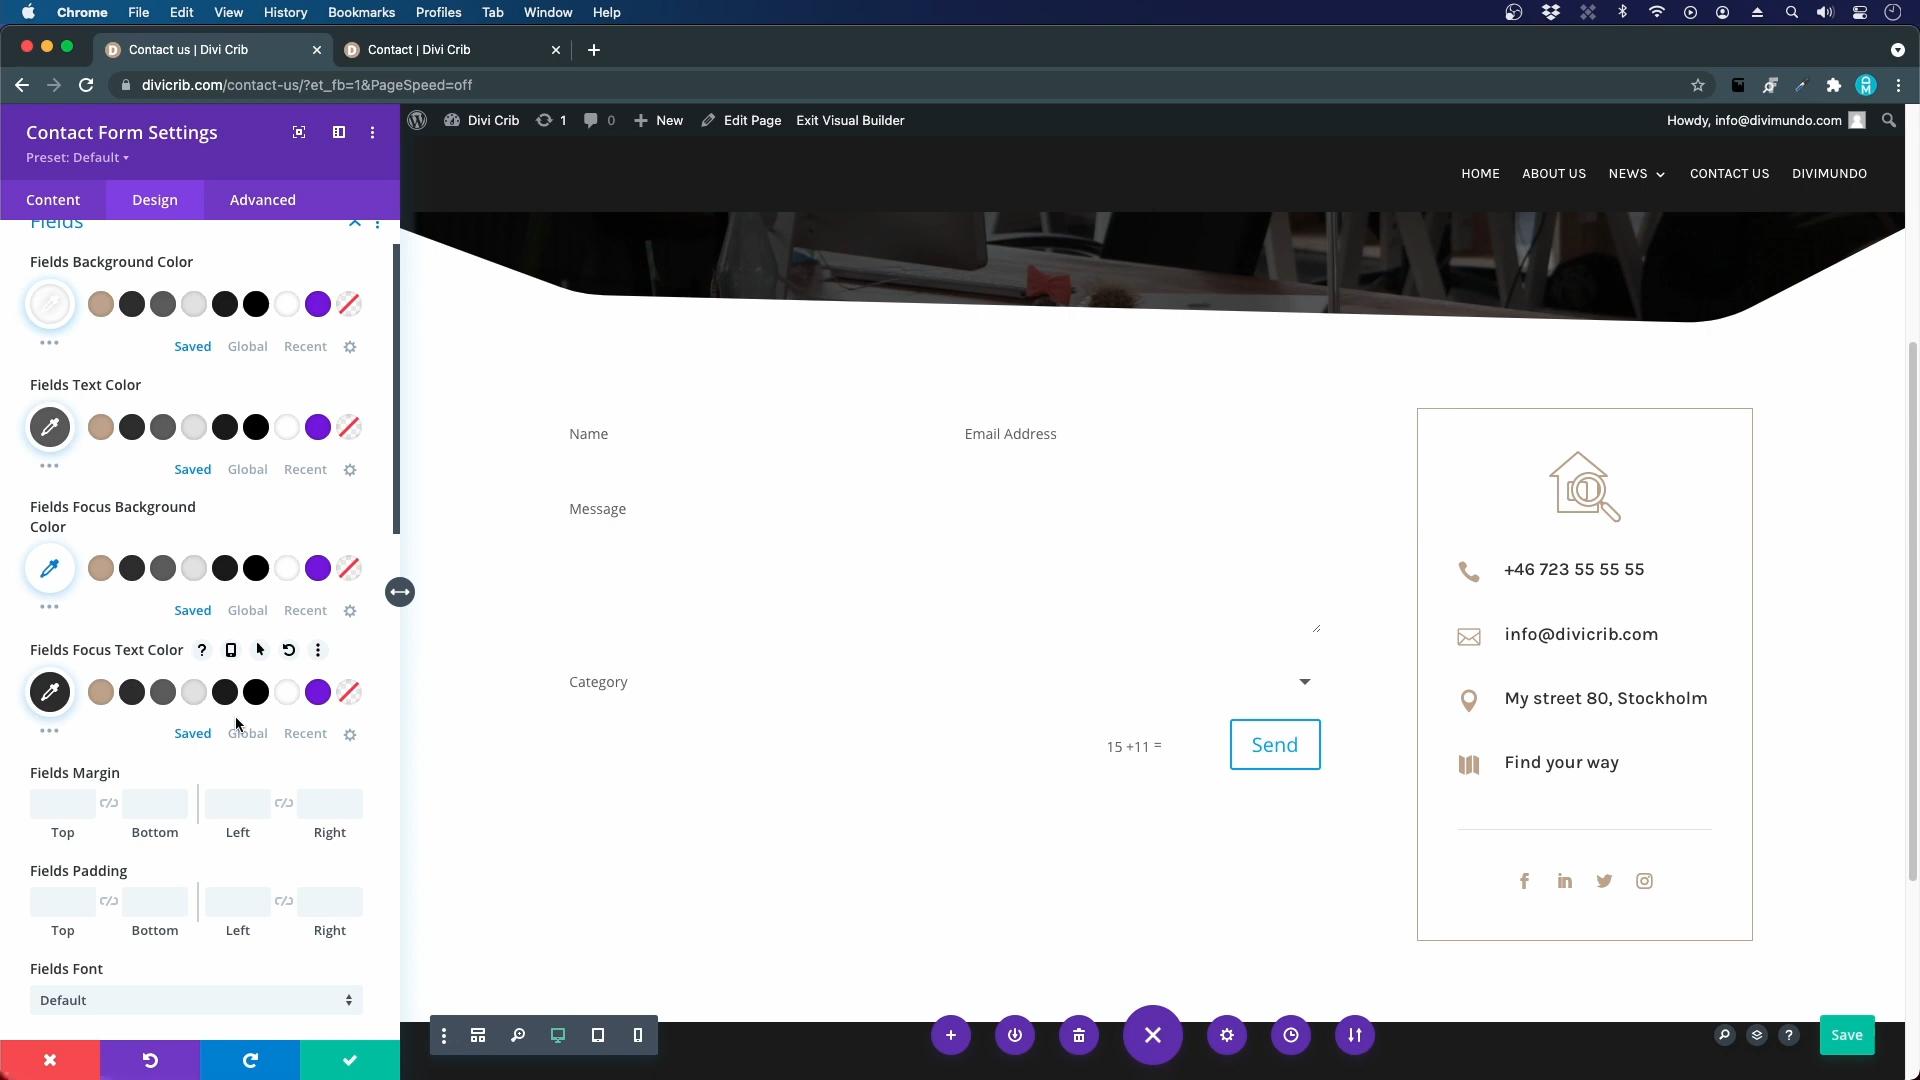 Chrome File Edit View History Bookmarks Profiles Tab Window Help
Contact us | Divi Crib
Contact | Divi Crib
divicrib.com/contact-us/?et_fb=1&PageSpeed=off
Contact Form Settings
Preset: Default
Content Design Advanced
Divi Crib 1 0 New Edit Page Exit Visual Builder Howdy, info@divimundo.com
HOME ABOUT US NEWS CONTACT US DIVIMUNDO
Fields
Fields Background Color
Saved Global Recent
Fields Text Color
Saved Global Recent
Fields Focus Background
Color
Saved Global Recent
Fields Focus Text Color
Saved Global Recent
Fields Margin
Top Bottom Left Right
Fields Padding
Top Bottom Left Right
Fields Font
Default
Name Email Address
Message
Category
15 +11 =
Send
+46 723 55 55 55
info@divicrib.com
My street 80, Stockholm
Find your way
Save